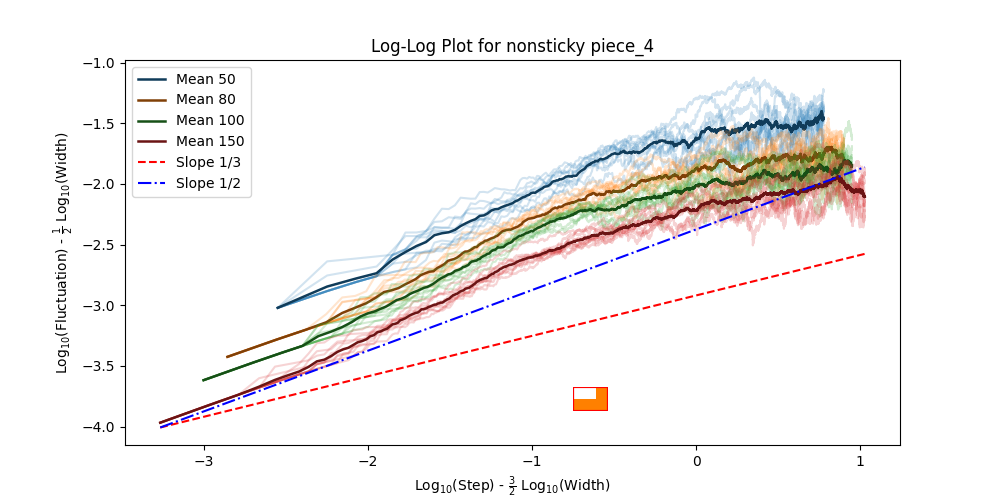 Log-Log Plot for nonsticky piece_4
Mean 50
Mean 80
Mean 100
Mean 150
Slope 1/3
Slope 1/2
Log₁₀(Fluctuation) - 1/2 Log₁₀(Width)
−1.0
−1.5
−2.0
−2.5
−3.0
−3.5
−4.0
−3
−2
−1
0
1
Log₁₀(Step) - 3/2 Log₁₀(Width)